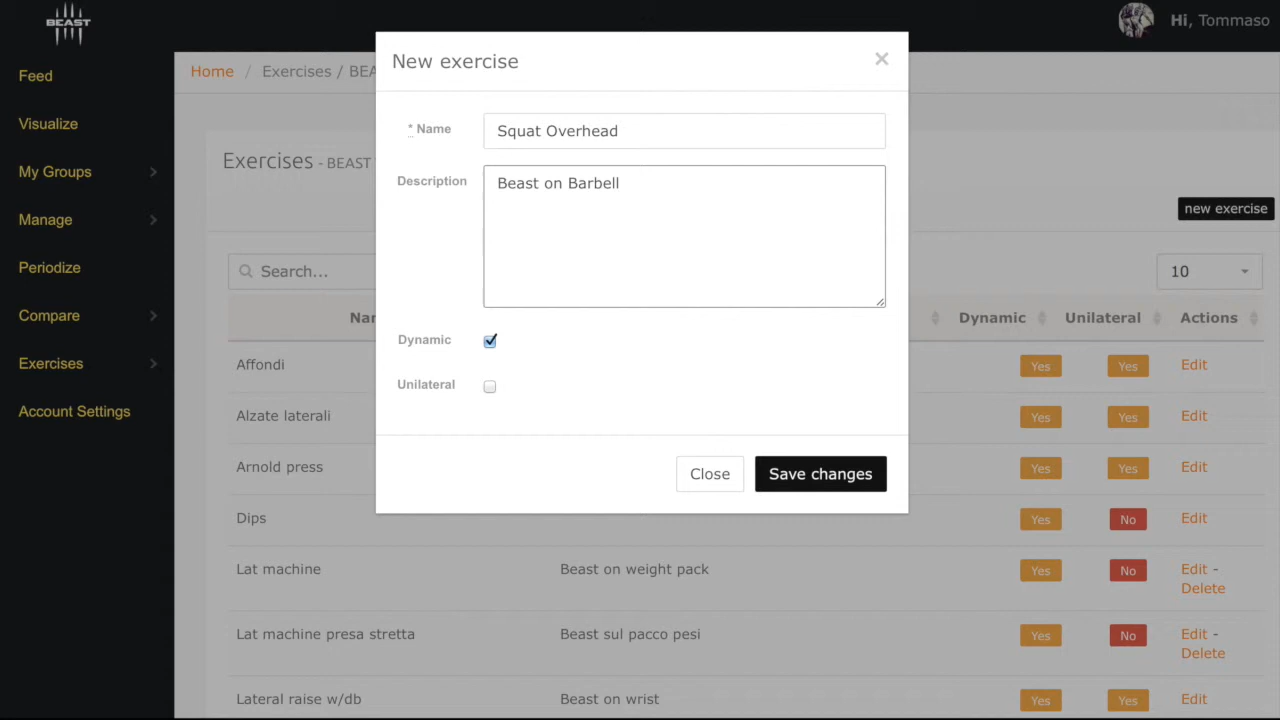 BEAST
Hi, Tommaso
Feed
Visualize
My Groups
Manage
Periodize
Compare
Exercises
Account Settings
Home / Exercises / BEA
Exercises - BEAST
new exercise
Search...
10
Nar
Dynamic
Unilateral
Actions
Affondi Yes Yes Edit
Alzate laterali Yes Yes Edit
Arnold press Yes Yes Edit
Dips Yes No Edit
Lat machine Beast on weight pack Yes No Edit -
Delete
Lat machine presa stretta Beast sul pacco pesi Yes No Edit -
Delete
Lateral raise w/db Beast on wrist Yes Yes Edit
New exercise ×
* Name Squat Overhead
Description Beast on Barbell
Dynamic
Unilateral
Close Save changes